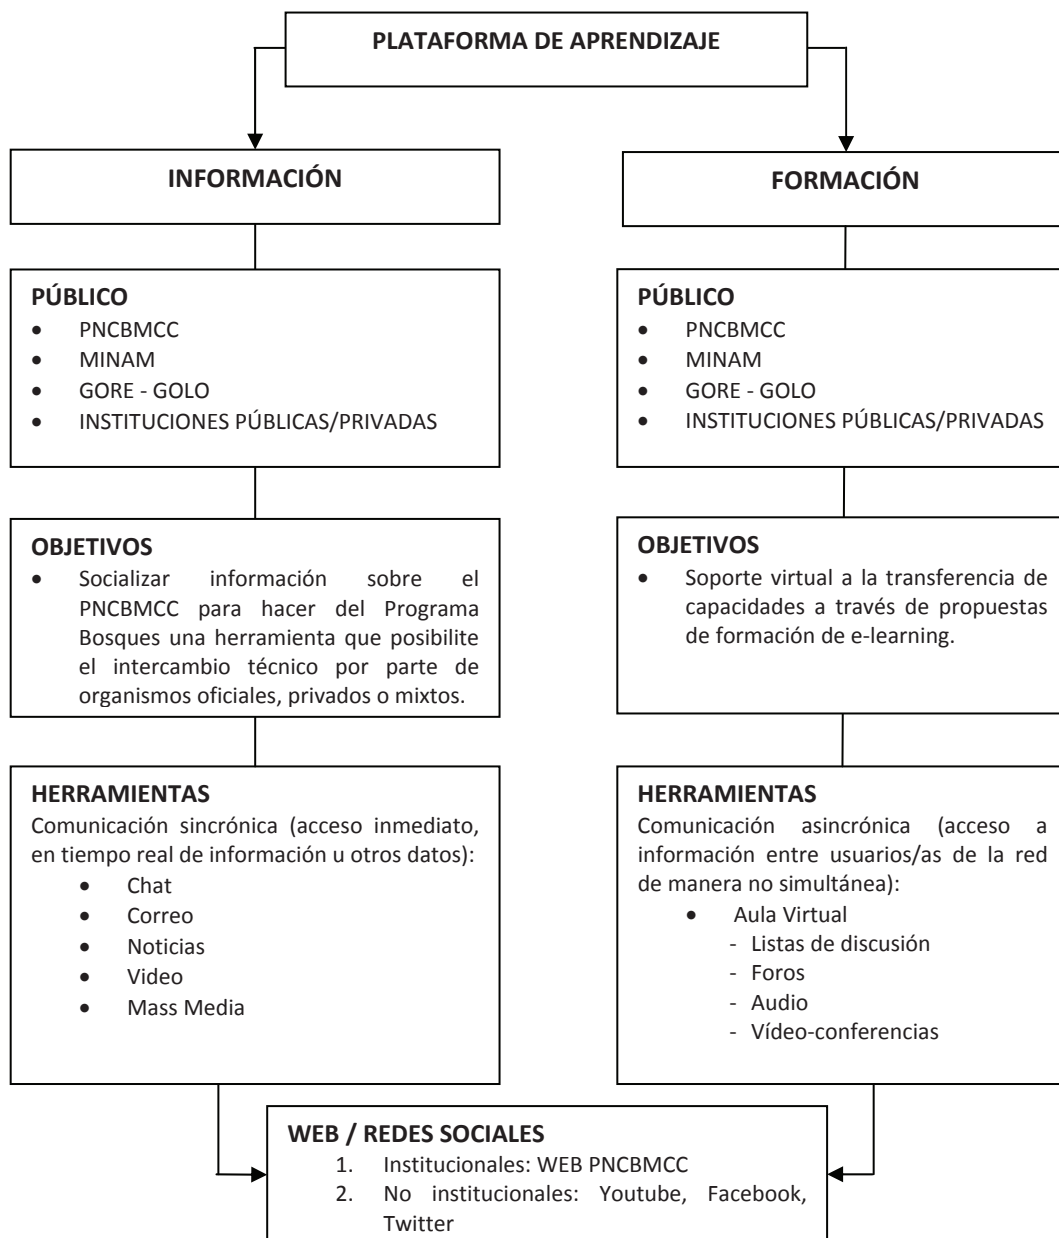 PLATAFORMA DE APRENDIZAJE
INFORMACIÓN
PÚBLICO
• PNCBMCC
• MINAM
• GORE - GOLO
• INSTITUCIONES PÚBLICAS/PRIVADAS
OBJETIVOS
• Socializar información sobre el
PNCBMCC para hacer del Programa
Bosques una herramienta que posibilite
el intercambio técnico por parte de
organismos oficiales, privados o mixtos.
HERRAMIENTAS
Comunicación sincrónica (acceso inmediato,
en tiempo real de información u otros datos):
• Chat
• Correo
• Noticias
• Video
• Mass Media
FORMACIÓN
PÚBLICO
• PNCBMCC
• MINAM
• GORE - GOLO
• INSTITUCIONES PÚBLICAS/PRIVADAS
OBJETIVOS
• Soporte virtual a la transferencia de
capacidades a través de propuestas
de formación de e-learning.
HERRAMIENTAS
Comunicación asincrónica (acceso a
información entre usuarios/as de la red
de manera no simultánea):
• Aula Virtual
- Listas de discusión
- Foros
- Audio
- Vídeo-conferencias
WEB / REDES SOCIALES
1. Institucionales: WEB PNCBMCC
2. No institucionales: Youtube, Facebook,
Twitter